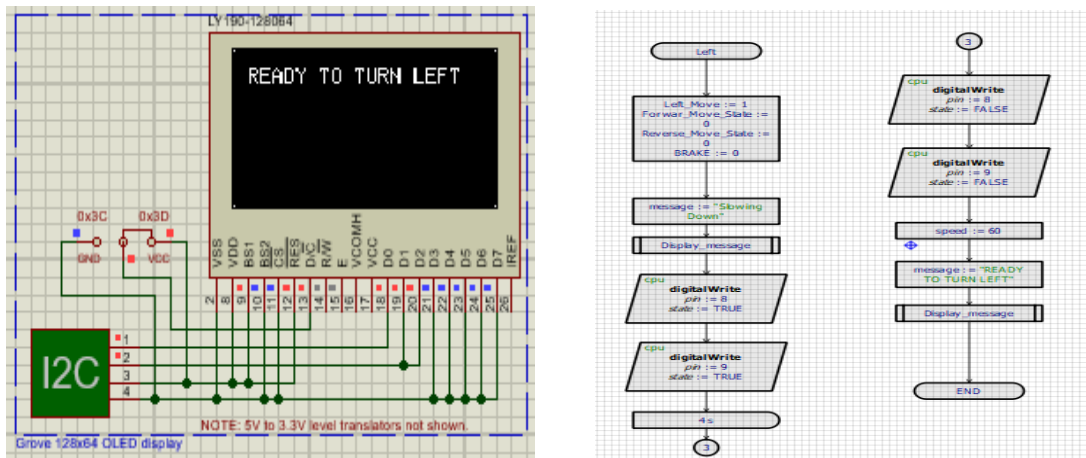 LY190-128064
READY TO TURN LEFT
0x3C
0x3D
GND
VCC
VSS
VDD
BS1
BS2
CS
RES
D/C
R/W
E
VCOMH
VCC
D0
D1
D2
D3
D4
D5
D6
D7
IREF
2
8
9
10
11
12
13
14
15
16
17
18
19
20
21
22
23
24
25
26
I2C
1
2
3
4
NOTE: 5V to 3.3V level translators not shown.
Grove 128x64 OLED display
Left
Left_Move := 1
Forwar_Move_State :=
0
Reverse_Move_State :=
0
BRAKE := 0
message := "Slowing
Down"
Display_message
cpu
digitalWrite
pin := 8
state := TRUE
cpu
digitalWrite
pin := 9
state := TRUE
4s
3
3
cpu
digitalWrite
pin := 8
state := FALSE
cpu
digitalWrite
pin := 9
state := FALSE
speed := 60
message := "READY
TO TURN LEFT"
Display_message
END